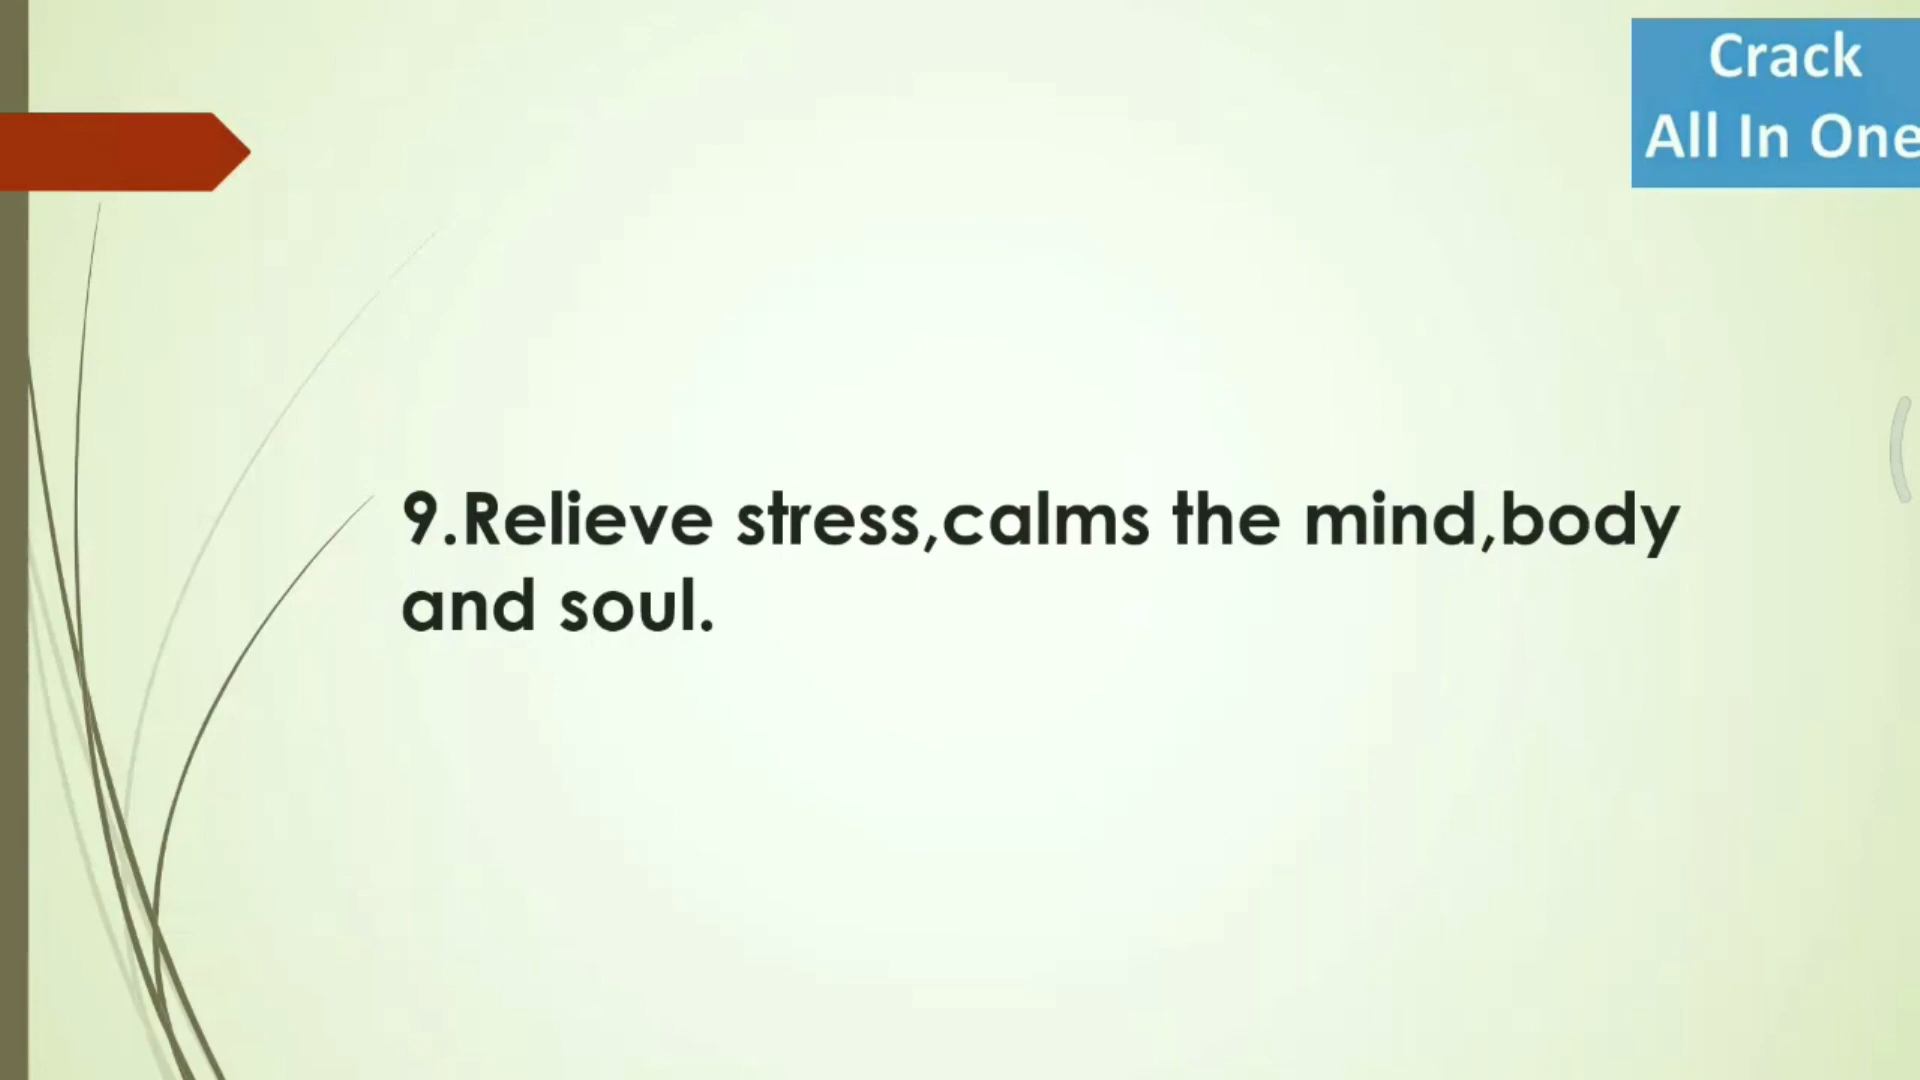 Crack
All In One
9.Relieve stress,calms the mind,body
and soul.